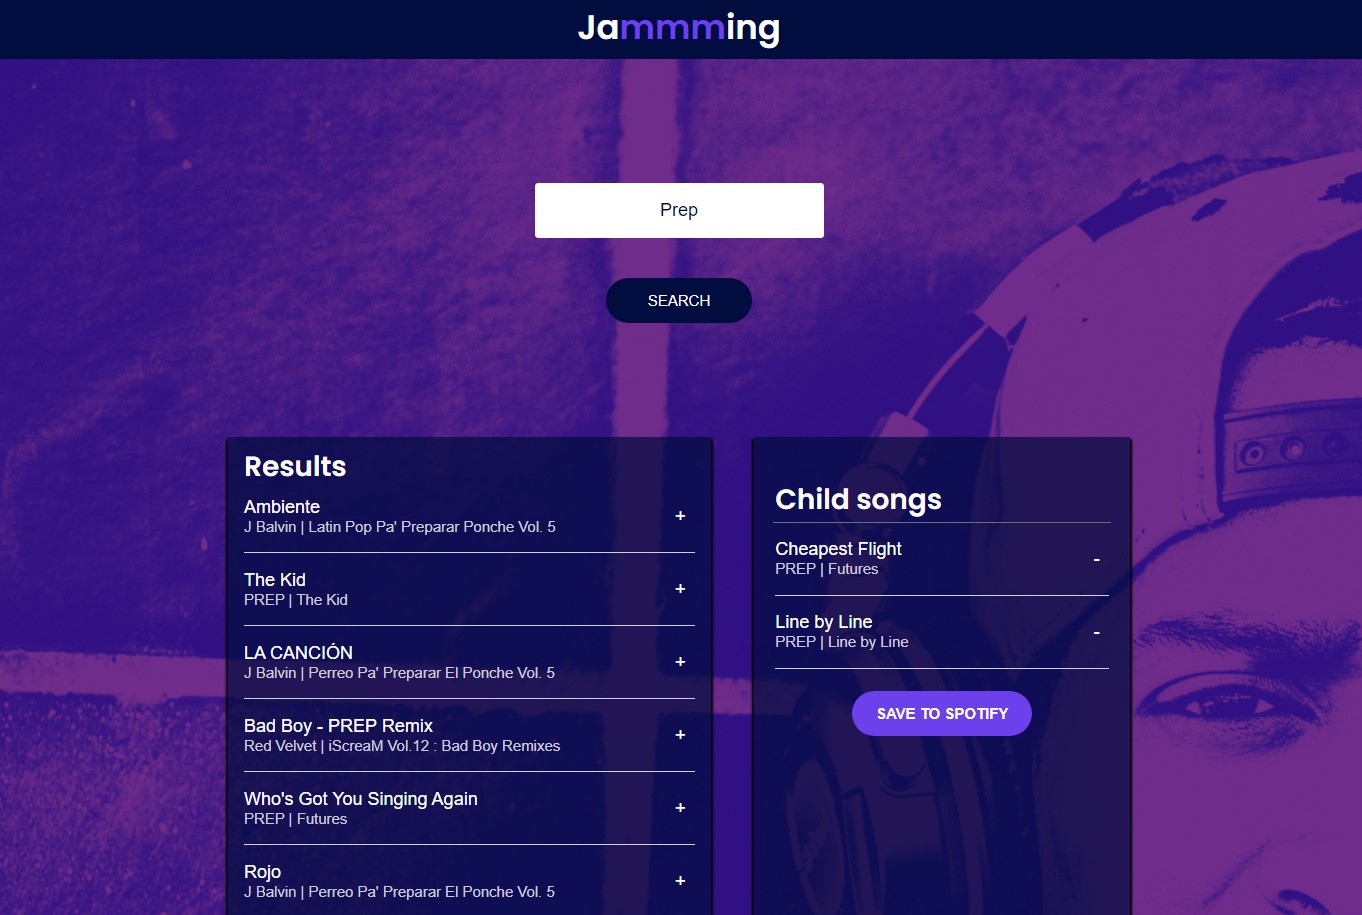 Jammming
Prep
SEARCH
Results
Ambiente
J Balvin | Latin Pop Pa' Preparar Ponche Vol. 5
+
The Kid
PREP | The Kid
+
LA CANCIÓN
J Balvin | Perreo Pa' Preparar El Ponche Vol. 5
+
Bad Boy - PREP Remix
Red Velvet | iScreaM Vol.12 : Bad Boy Remixes
+
Who's Got You Singing Again
PREP | Futures
+
Rojo
J Balvin | Perreo Pa' Preparar El Ponche Vol. 5
+
Child songs
Cheapest Flight
PREP | Futures
-
Line by Line
PREP | Line by Line
-
SAVE TO SPOTIFY